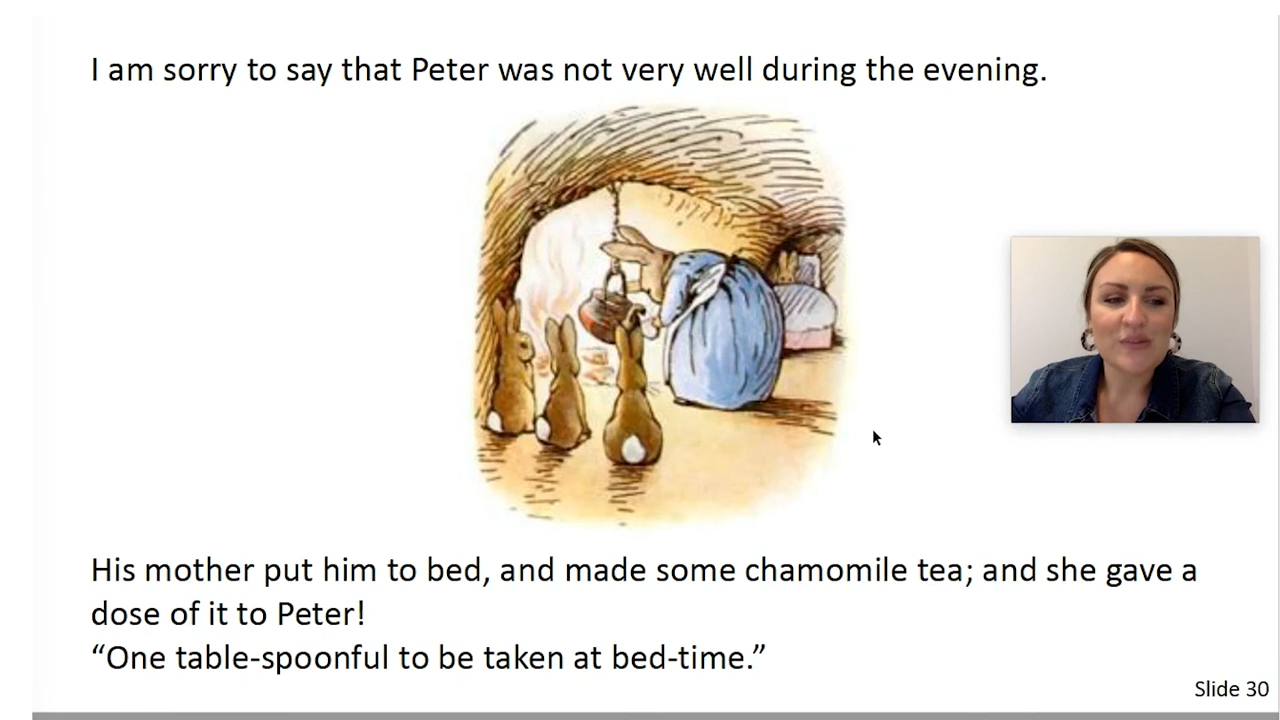 I am sorry to say that Peter was not very well during the evening.
His mother put him to bed, and made some chamomile tea; and she gave a
dose of it to Peter!
“One table-spoonful to be taken at bed-time.”
Slide 30